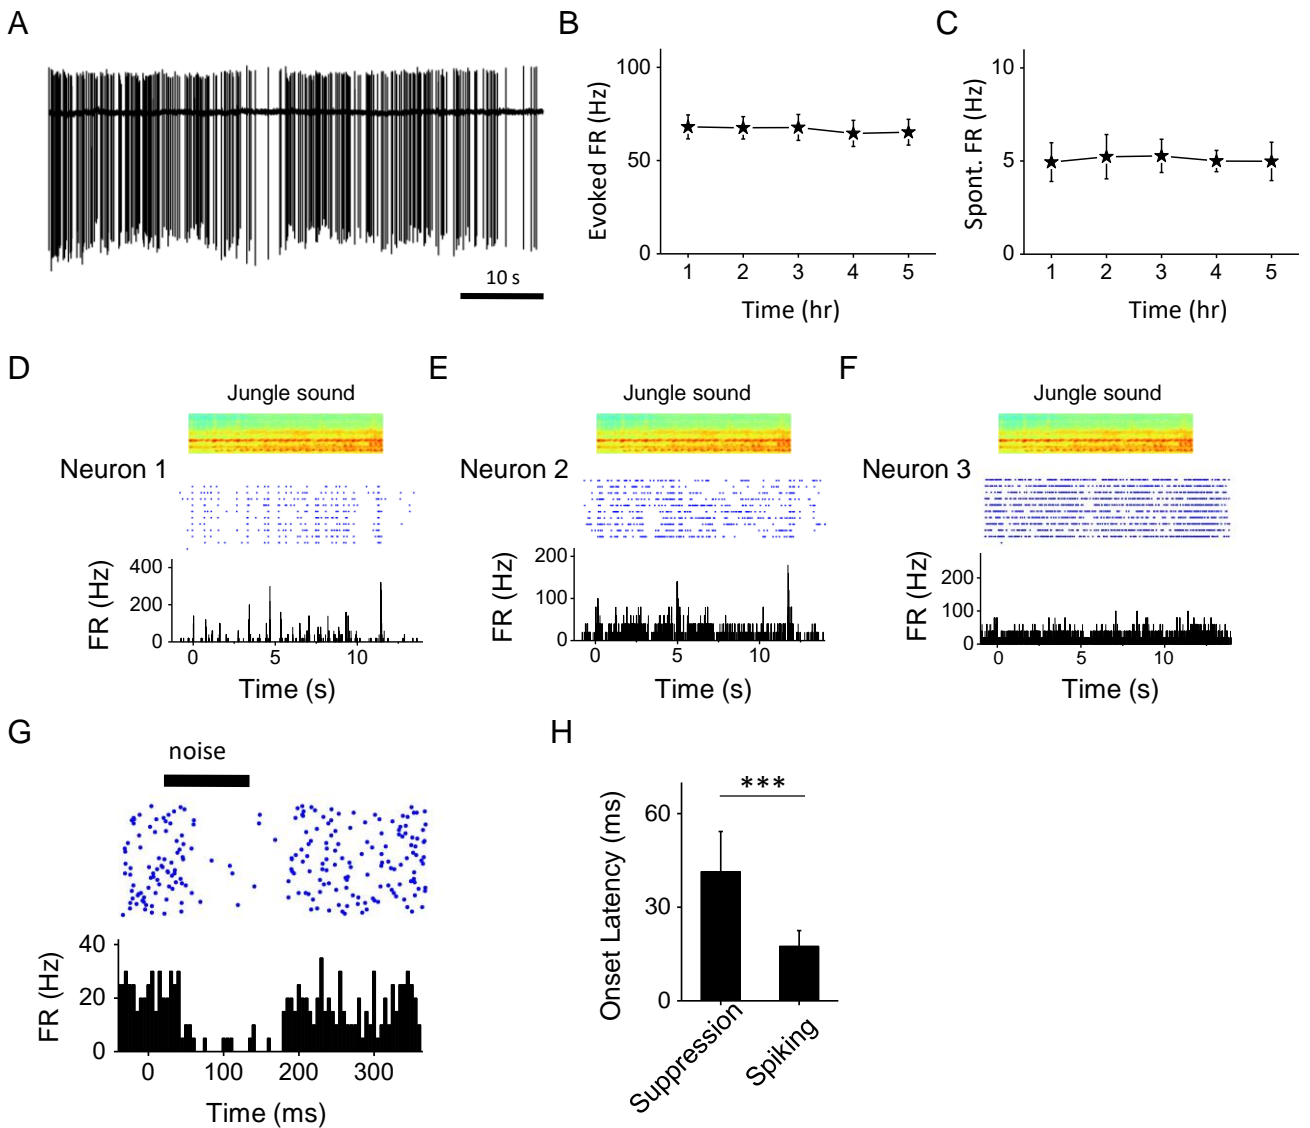 A
10 s
B
Evoked FR (Hz)
100
50
0
1 2 3 4 5
Time (hr)
C
Spont. FR (Hz)
10
5
0
1 2 3 4 5
Time (hr)
D
Jungle sound
Neuron 1
FR (Hz)
400
200
0
0 5 10
Time (s)
E
Jungle sound
Neuron 2
FR (Hz)
200
100
0
0 5 10
Time (s)
F
Jungle sound
Neuron 3
FR (Hz)
200
100
0
0 5 10
Time (s)
G
noise
FR (Hz)
40
20
0
0 100 200 300
Time (ms)
H
Onset Latency (ms)
60
30
0
***
Suppression
Spiking